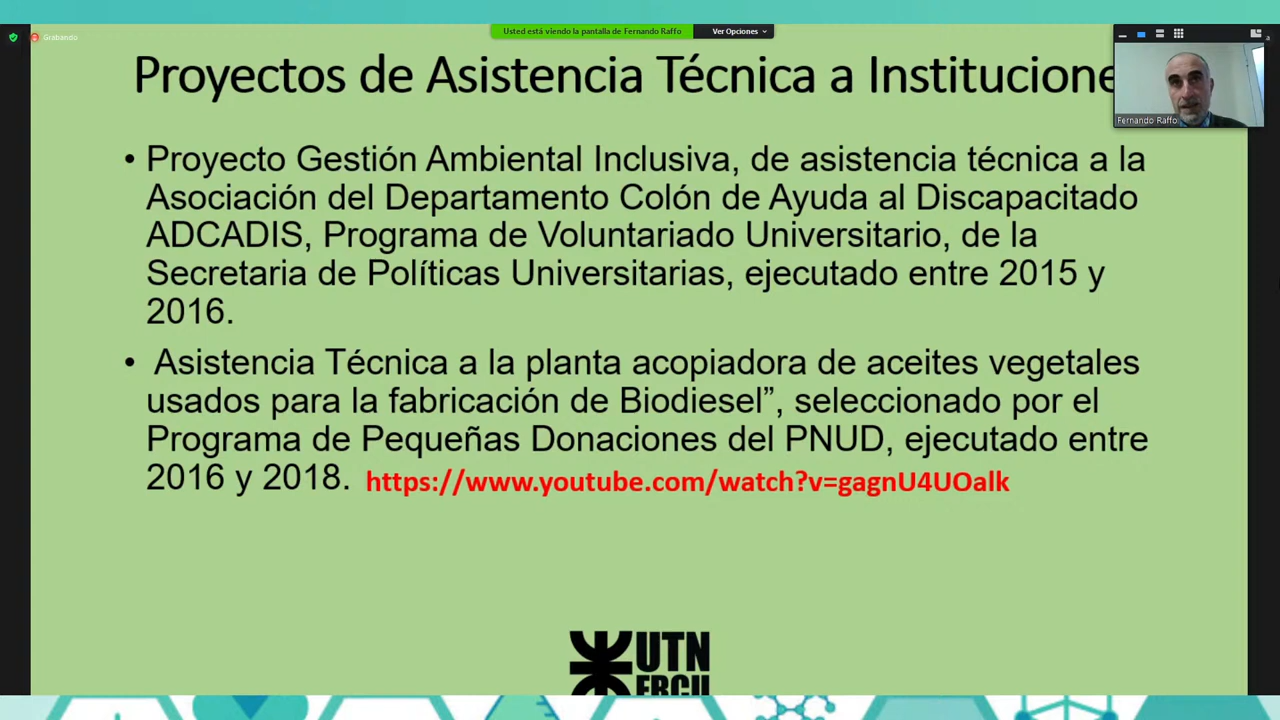 Grabando
Usted está viendo la pantalla de Fernando Raffo
Ver Opciones
Proyectos de Asistencia Técnica a Institucione
Fernando Raffo
• Proyecto Gestión Ambiental Inclusiva, de asistencia técnica a la
Asociación del Departamento Colón de Ayuda al Discapacitado
ADCADIS, Programa de Voluntariado Universitario, de la
Secretaria de Políticas Universitarias, ejecutado entre 2015 y
2016.
• Asistencia Técnica a la planta acopiadora de aceites vegetales
usados para la fabricación de Biodiesel”, seleccionado por el
Programa de Pequeñas Donaciones del PNUD, ejecutado entre
2016 y 2018. https://www.youtube.com/watch?v=gagnU4UOalk
UTN
FRCU